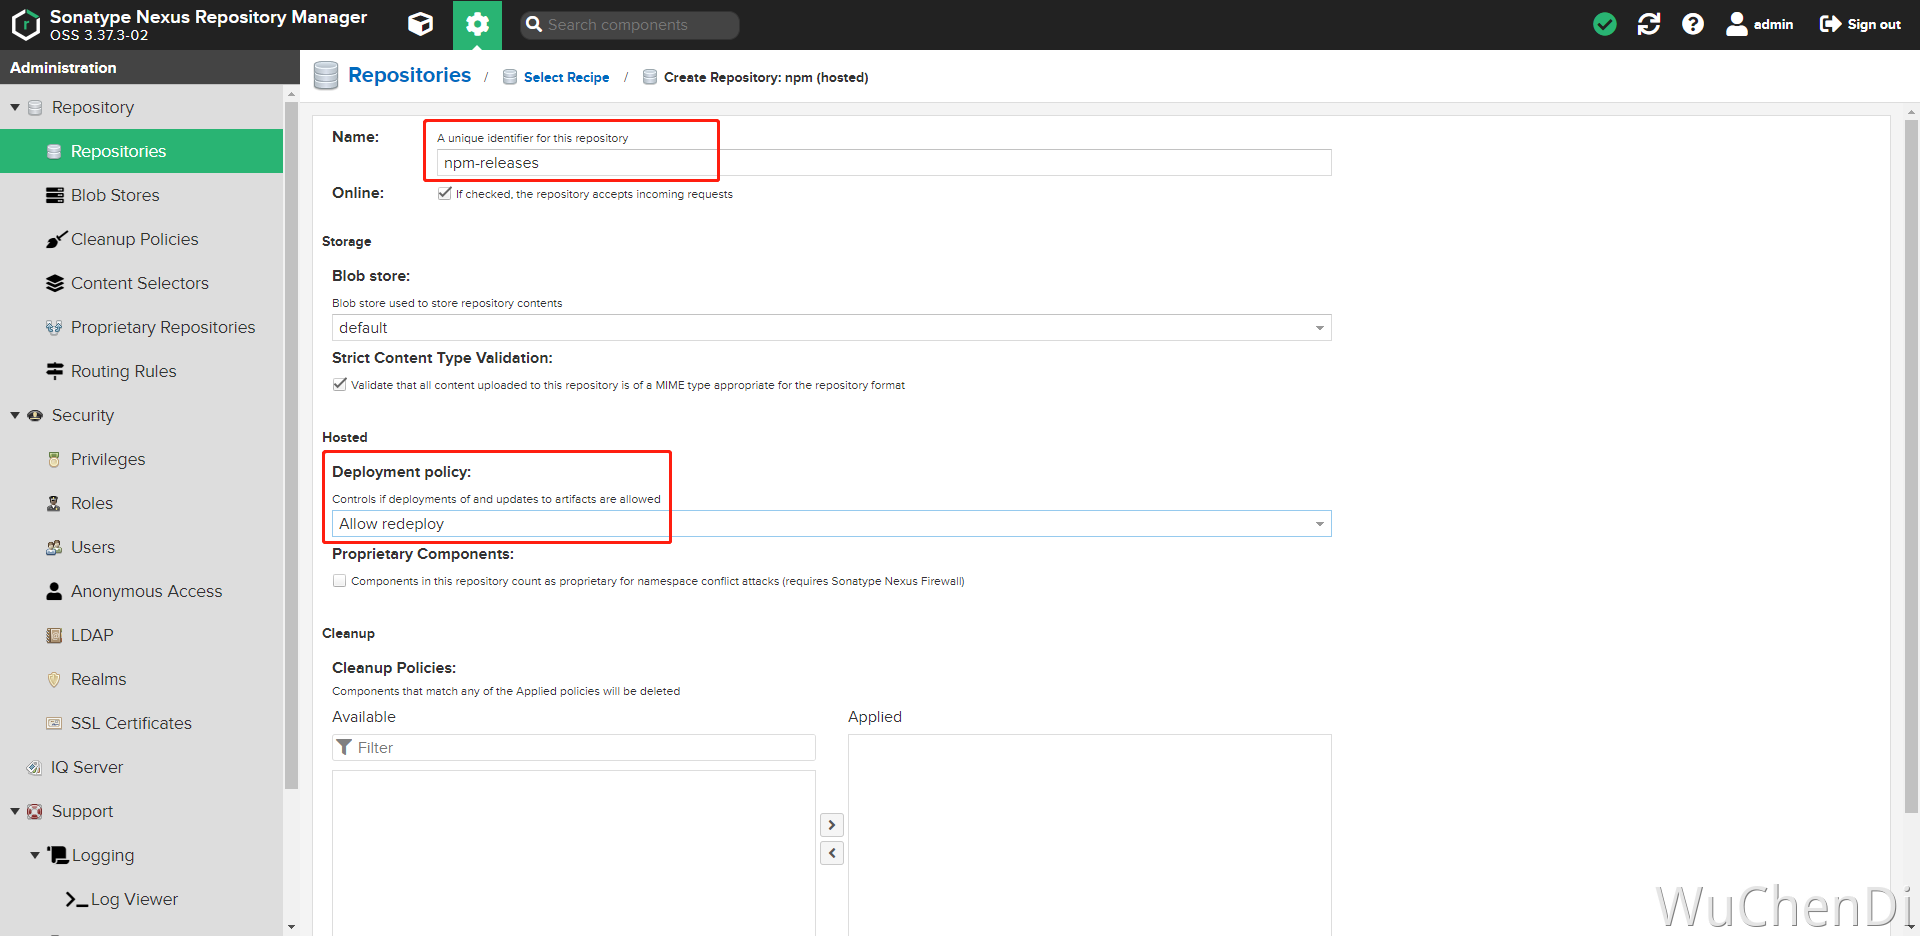 Sonatype Nexus Repository Manager
OSS 3.37.3-02
Search components
admin
Sign out
Administration
Repository
Repositories
Blob Stores
Cleanup Policies
Content Selectors
Proprietary Repositories
Routing Rules
Security
Privileges
Roles
Users
Anonymous Access
LDAP
Realms
SSL Certificates
IQ Server
Support
Logging
Log Viewer
Repositories / Select Recipe / Create Repository: npm (hosted)
Name:
A unique identifier for this repository
npm-releases
Online:
If checked, the repository accepts incoming requests
Storage
Blob store:
Blob store used to store repository contents
default
Strict Content Type Validation:
Validate that all content uploaded to this repository is of a MIME type appropriate for the repository format
Hosted
Deployment policy:
Controls if deployments of and updates to artifacts are allowed
Allow redeploy
Proprietary Components:
Components in this repository count as proprietary for namespace conflict attacks (requires Sonatype Nexus Firewall)
Cleanup
Cleanup Policies:
Components that match any of the Applied policies will be deleted
Available
Filter
Applied
WuChenDi